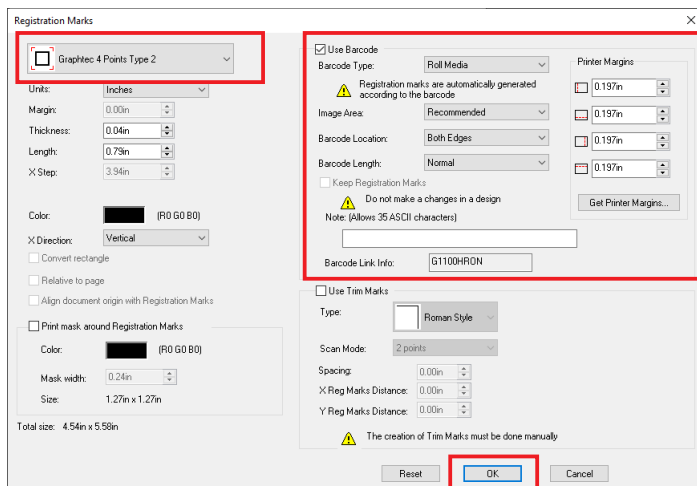 Registration Marks
Graphtec 4 Points Type 2
Units: Inches
Margin: 0.00in
Thickness: 0.04in
Length: 0.79in
X Step: 3.94in
Color: (R0 G0 B0)
X Direction: Vertical
Convert rectangle
Relative to page
Align document origin with Registration Marks
Print mask around Registration Marks
Color: (R0 G0 B0)
Mask width: 0.24in
Size: 1.27in x 1.27in
Total size: 4.54in x 5.58in
Use Barcode
Barcode Type: Roll Media
Registration marks are automatically generated
according to the barcode
Image Area: Recommended
Barcode Location: Both Edges
Barcode Length: Normal
Keep Registration Marks
Do not make a changes in a design
Note: (Allows 35 ASCII characters)
Barcode Link Info: G1100HRON
Printer Margins
0.197in
0.197in
0.197in
0.197in
Get Printer Margins...
Use Trim Marks
Type: Roman Style
Scan Mode: 2 points
Spacing: 0.00in
X Reg Marks Distance: 0.00in
Y Reg Marks Distance: 0.00in
The creation of Trim Marks must be done manually
Reset OK Cancel